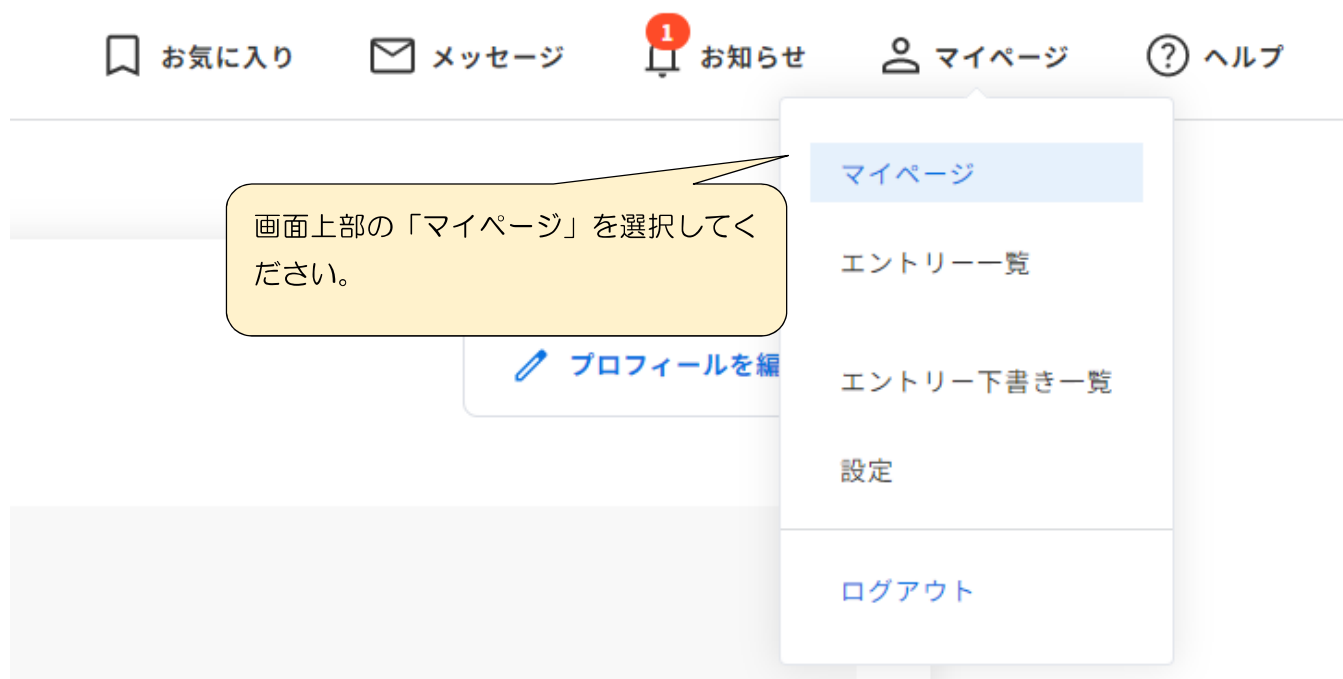 お気に入り
メッセージ
1
お知らせ
マイページ
ヘルプ
マイページ
画面上部の「マイページ」を選択してく
ださい。
エントリー一覧
プロフィールを編
エントリー下書き一覧
設定
ログアウト